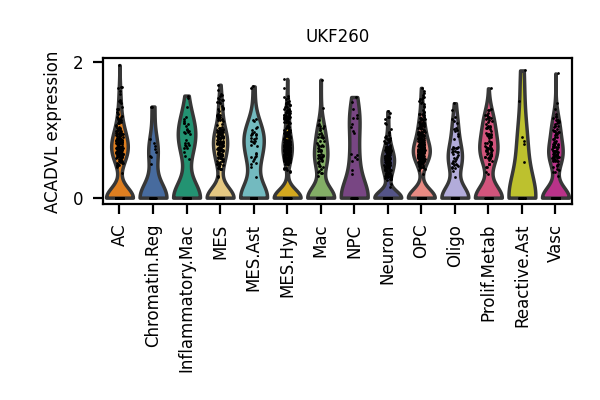 UKF260
ACADVL expression
2
0
AC
Chromatin.Reg
Inflammatory.Mac
MES
MES.Ast
MES.Hyp
Mac
NPC
Neuron
OPC
Oligo
Prolif.Metab
Reactive.Ast
Vasc